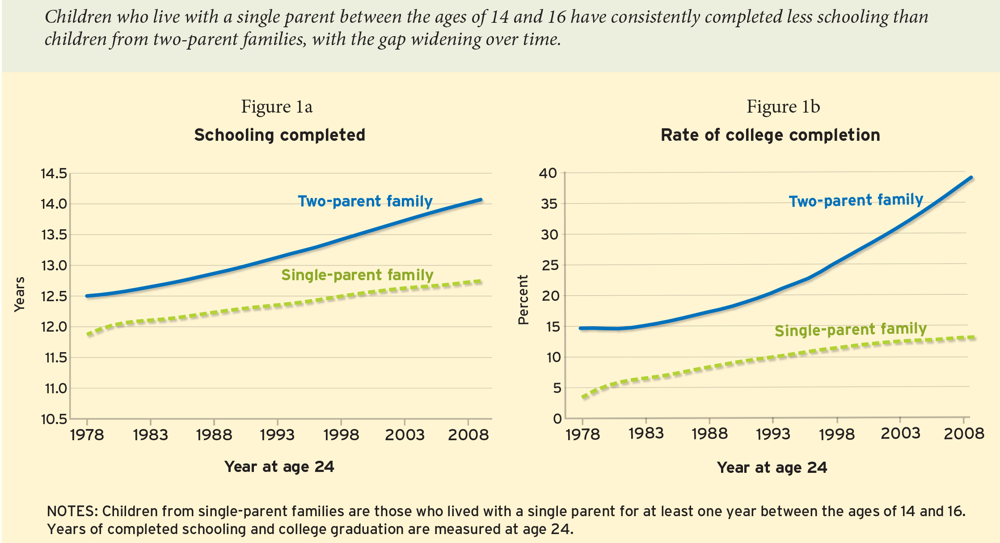 Children who live with a single parent between the ages of 14 and 16 have consistently completed less schooling than
children from two-parent families, with the gap widening over time.
Figure 1a
Schooling completed
14.5
14.0
13.5
13.0
12.5
12.0
11.5
11.0
10.5
Years
Two-parent family
Single-parent family
1978 1983 1988 1993 1998 2003 2008
Year at age 24
Figure 1b
Rate of college completion
40
35
30
25
20
15
10
5
0
Percent
Two-parent family
Single-parent family
1978 1983 1988 1993 1998 2003 2008
Year at age 24
NOTES: Children from single-parent families are those who lived with a single parent for at least one year between the ages of 14 and 16.
Years of completed schooling and college graduation are measured at age 24.